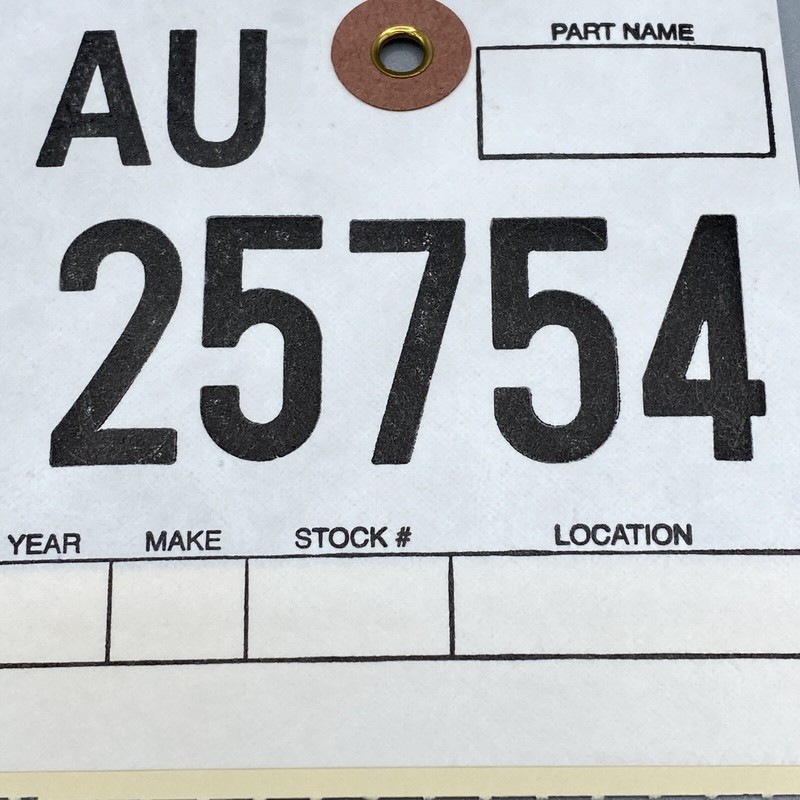 AU
PART NAME
25754
YEAR MAKE STOCK # LOCATION